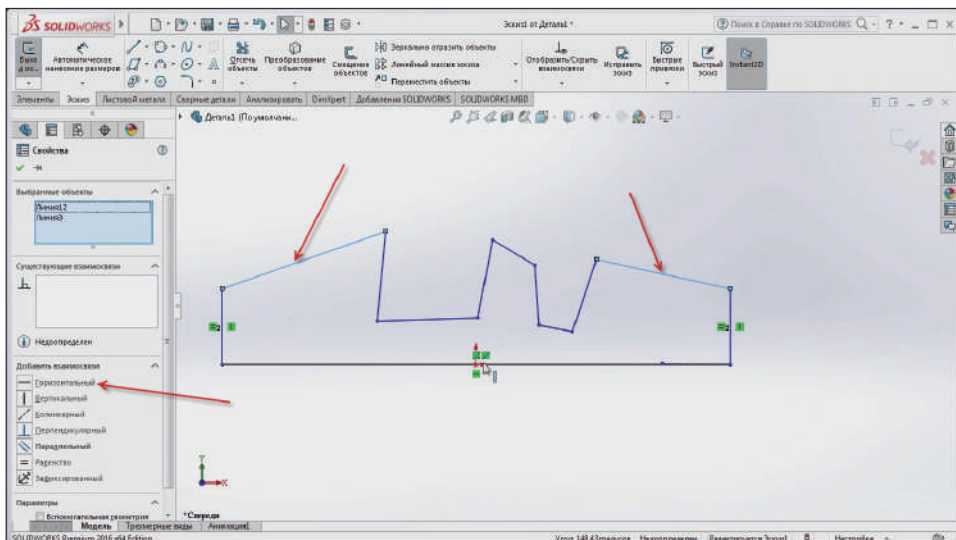 SOLIDWORKS
Эскиз1 от Деталь1 *
Поиск в Справке по SOLIDWORKS
Автоматическое нанесение размеров
Отсечь объекты
Преобразование объектов
Смещение объектов
Зеркально отразить объекты
Линейный массив эскиза
Переместить объекты
Отобразить/Скрыть взаимосвязи
Исправить эскиз
Быстрые привязки
Быстрый эскиз
Instant2D
Элементы Эскиз Листовой металл Сварные детали Анализировать DimXpert Добавления SOLIDWORKS SOLIDWORKS MBD
Деталь1 (По умолчани...
Свойства
Выбранные объекты
Линия12
Линия3
Существующие взаимосвязи
Недоопределен
Добавить взаимосвязи
Горизонтальный
Вертикальный
Коллинеарный
Перпендикулярный
Параллельный
Равенство
Зафиксированный
Параметры
Вспомогательная геометрия
2
2
Y
X
*Спереди
Модель Трехмерные виды Анимация1
SOLIDWORKS Premium 2016 x64 Edition
Недоопределен
Редактируется Эскиз1
Настройка